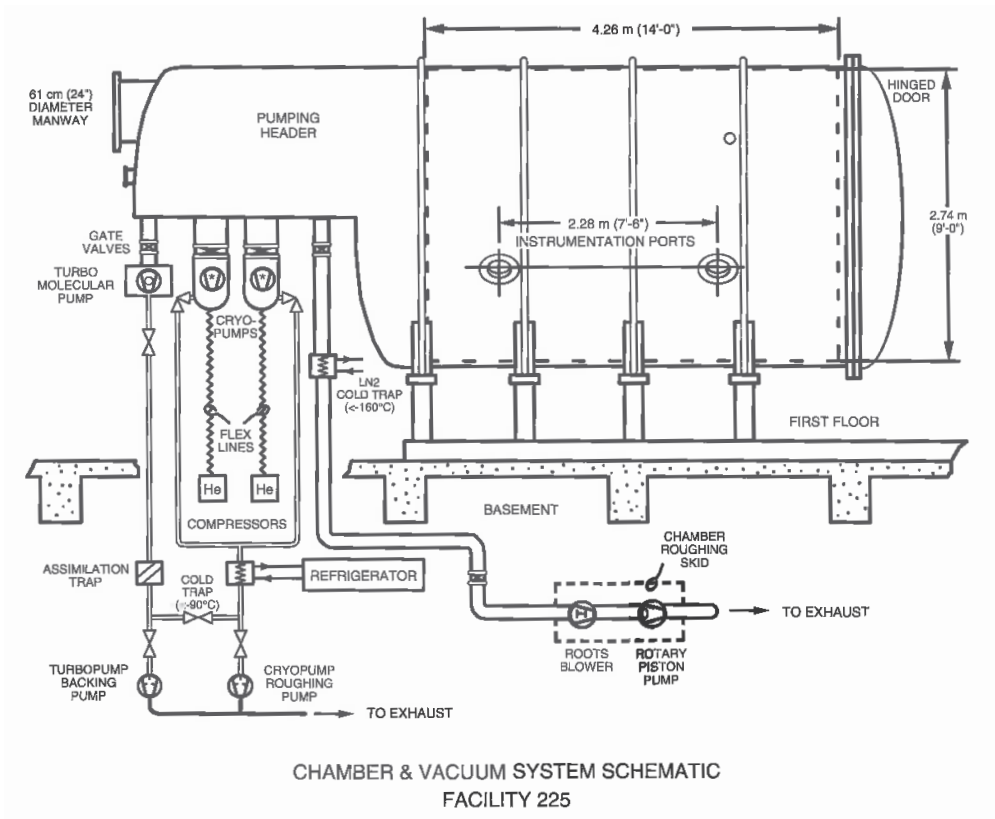 4.26 m (14'-0")
61 cm (24")
DIAMETER
MANWAY
PUMPING
HEADER
HINGED
DOOR
2.74 m
(9'-0")
2.28 m (7'-6")
INSTRUMENTATION PORTS
GATE
VALVES
TURBO
MOLECULAR
PUMP
CRYO-
PUMPS
LN2
COLD TRAP
(<-160°C)
FLEX
LINES
FIRST FLOOR
He
He
COMPRESSORS
BASEMENT
CHAMBER
ROUGHING
SKID
ASSIMILATION
TRAP
COLD
TRAP
(<-90°C)
REFRIGERATOR
TO EXHAUST
ROOTS
BLOWER
ROTARY
PISTON
PUMP
TURBOPUMP
BACKING
PUMP
CRYOPUMP
ROUGHING
PUMP
TO EXHAUST
CHAMBER & VACUUM SYSTEM SCHEMATIC
FACILITY 225